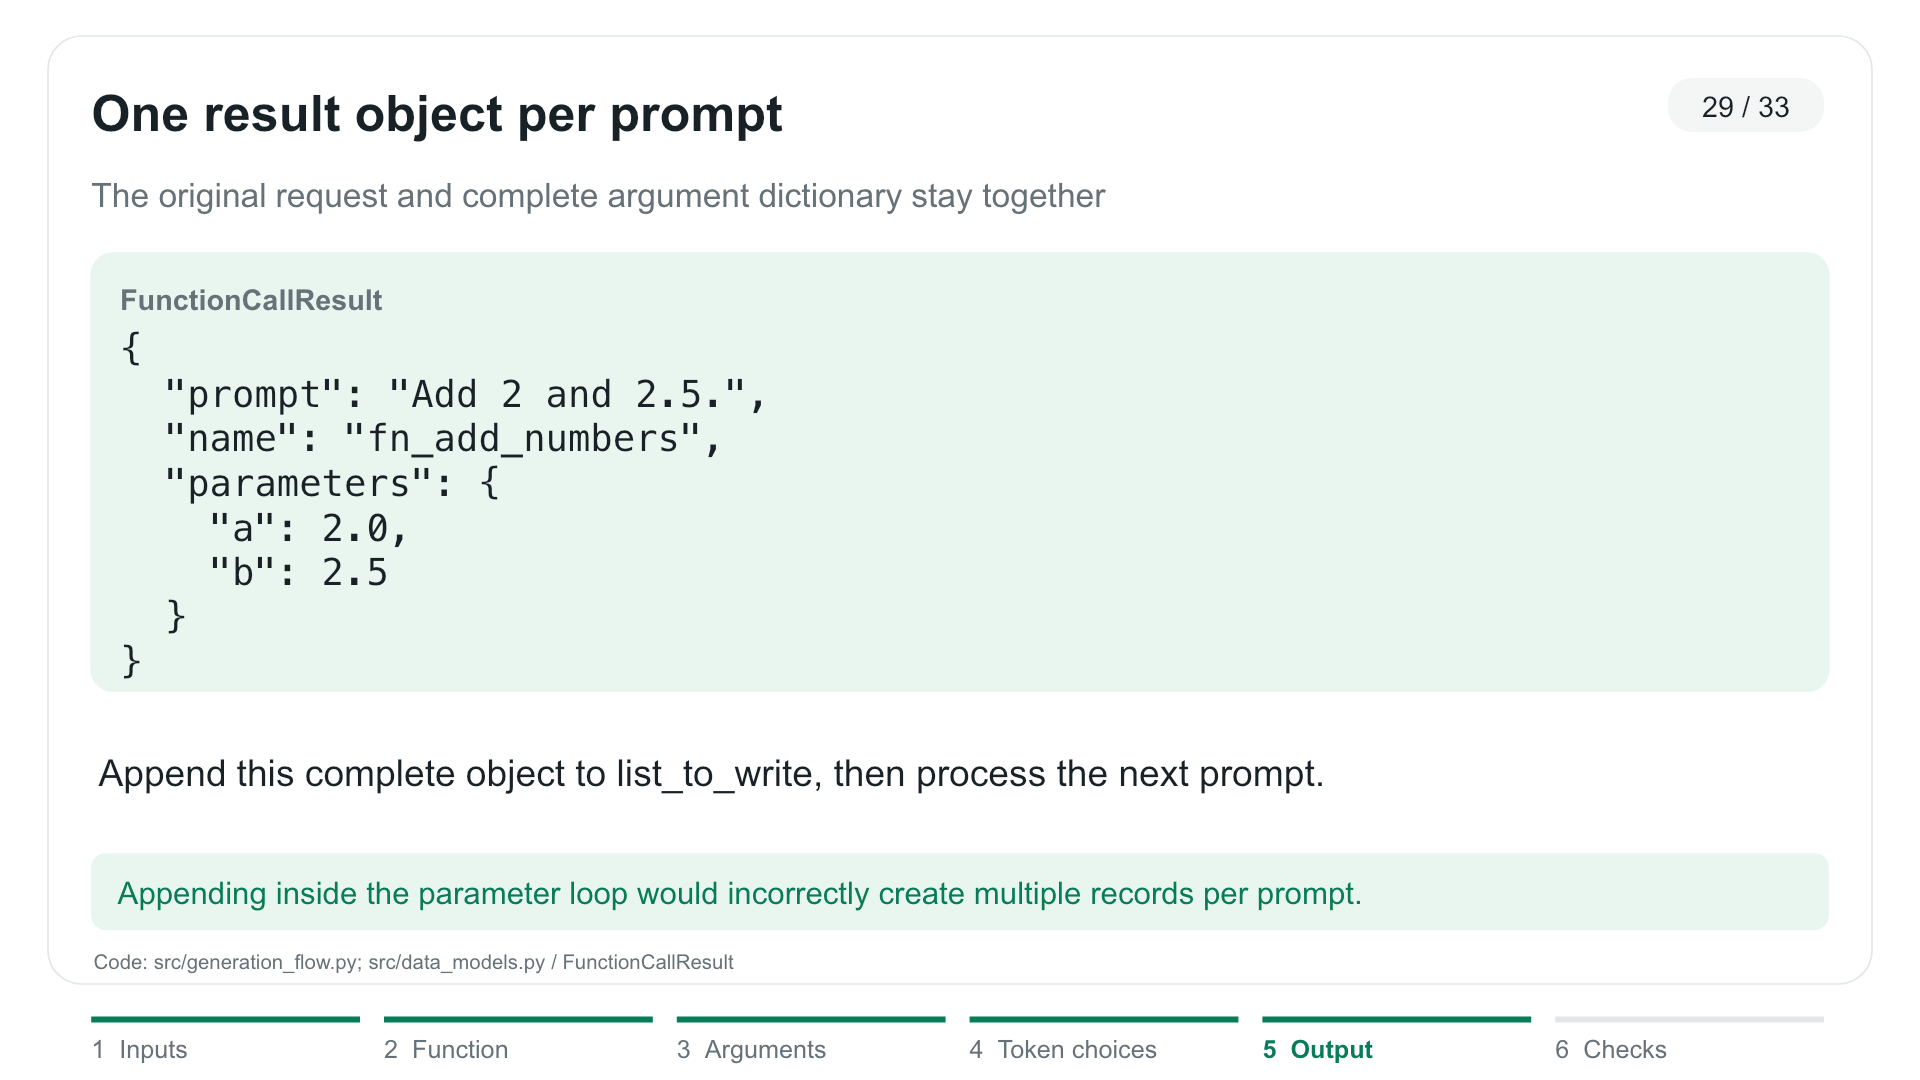 One result object per prompt
29 / 33
The original request and complete argument dictionary stay together
FunctionCallResult
{
  "prompt": "Add 2 and 2.5.",
  "name": "fn_add_numbers",
  "parameters": {
    "a": 2.0,
    "b": 2.5
  }
}
Append this complete object to list_to_write, then process the next prompt.
Appending inside the parameter loop would incorrectly create multiple records per prompt.
Code: src/generation_flow.py; src/data_models.py / FunctionCallResult
1 Inputs
2 Function
3 Arguments
4 Token choices
5 Output
6 Checks